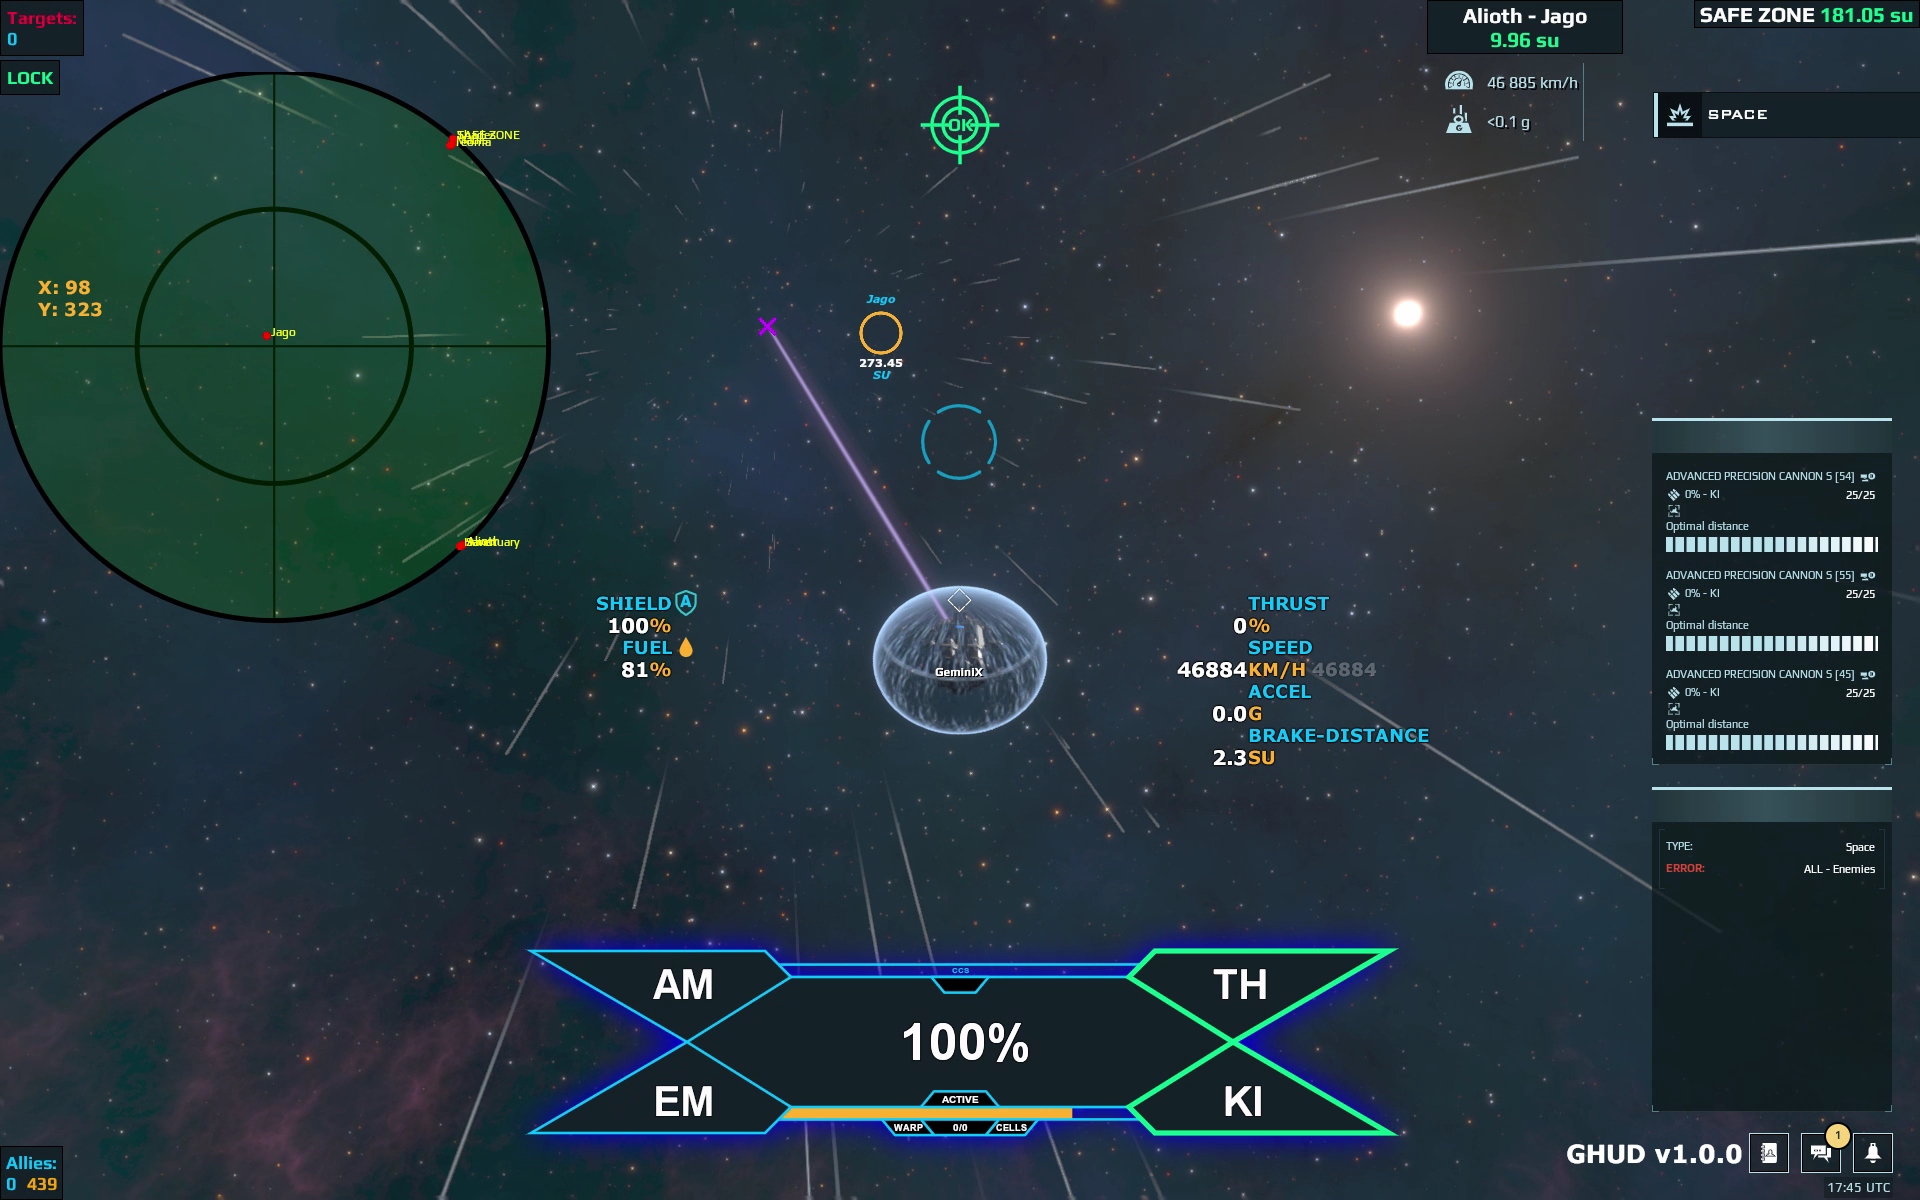 Targets:
0
LOCK
Alioth - Jago
9.96 su
SAFE ZONE 181.05 su
46 885 km/h
<0.1 g
SPACE
OK
SAFE ZONE
X: 98
Y: 323
Jago
Jago
273.45
SU
SHIELD A
100%
FUEL
81%
GeminiX
THRUST
0%
SPEED
46884KM/H 46884
ACCEL
0.0G
BRAKE-DISTANCE
2.3SU
ADVANCED PRECISION CANNON S [54]
0% - KI 25/25
Optimal distance
ADVANCED PRECISION CANNON S [55]
0% - KI 25/25
Optimal distance
ADVANCED PRECISION CANNON S [45]
0% - KI 25/25
Optimal distance
TYPE: Space
ERROR: ALL - Enemies
AM
CCS
TH
100%
EM
ACTIVE
KI
WARP 0/0 CELLS
Allies:
0 439
GHUD v1.0.0
1
17:45 UTC